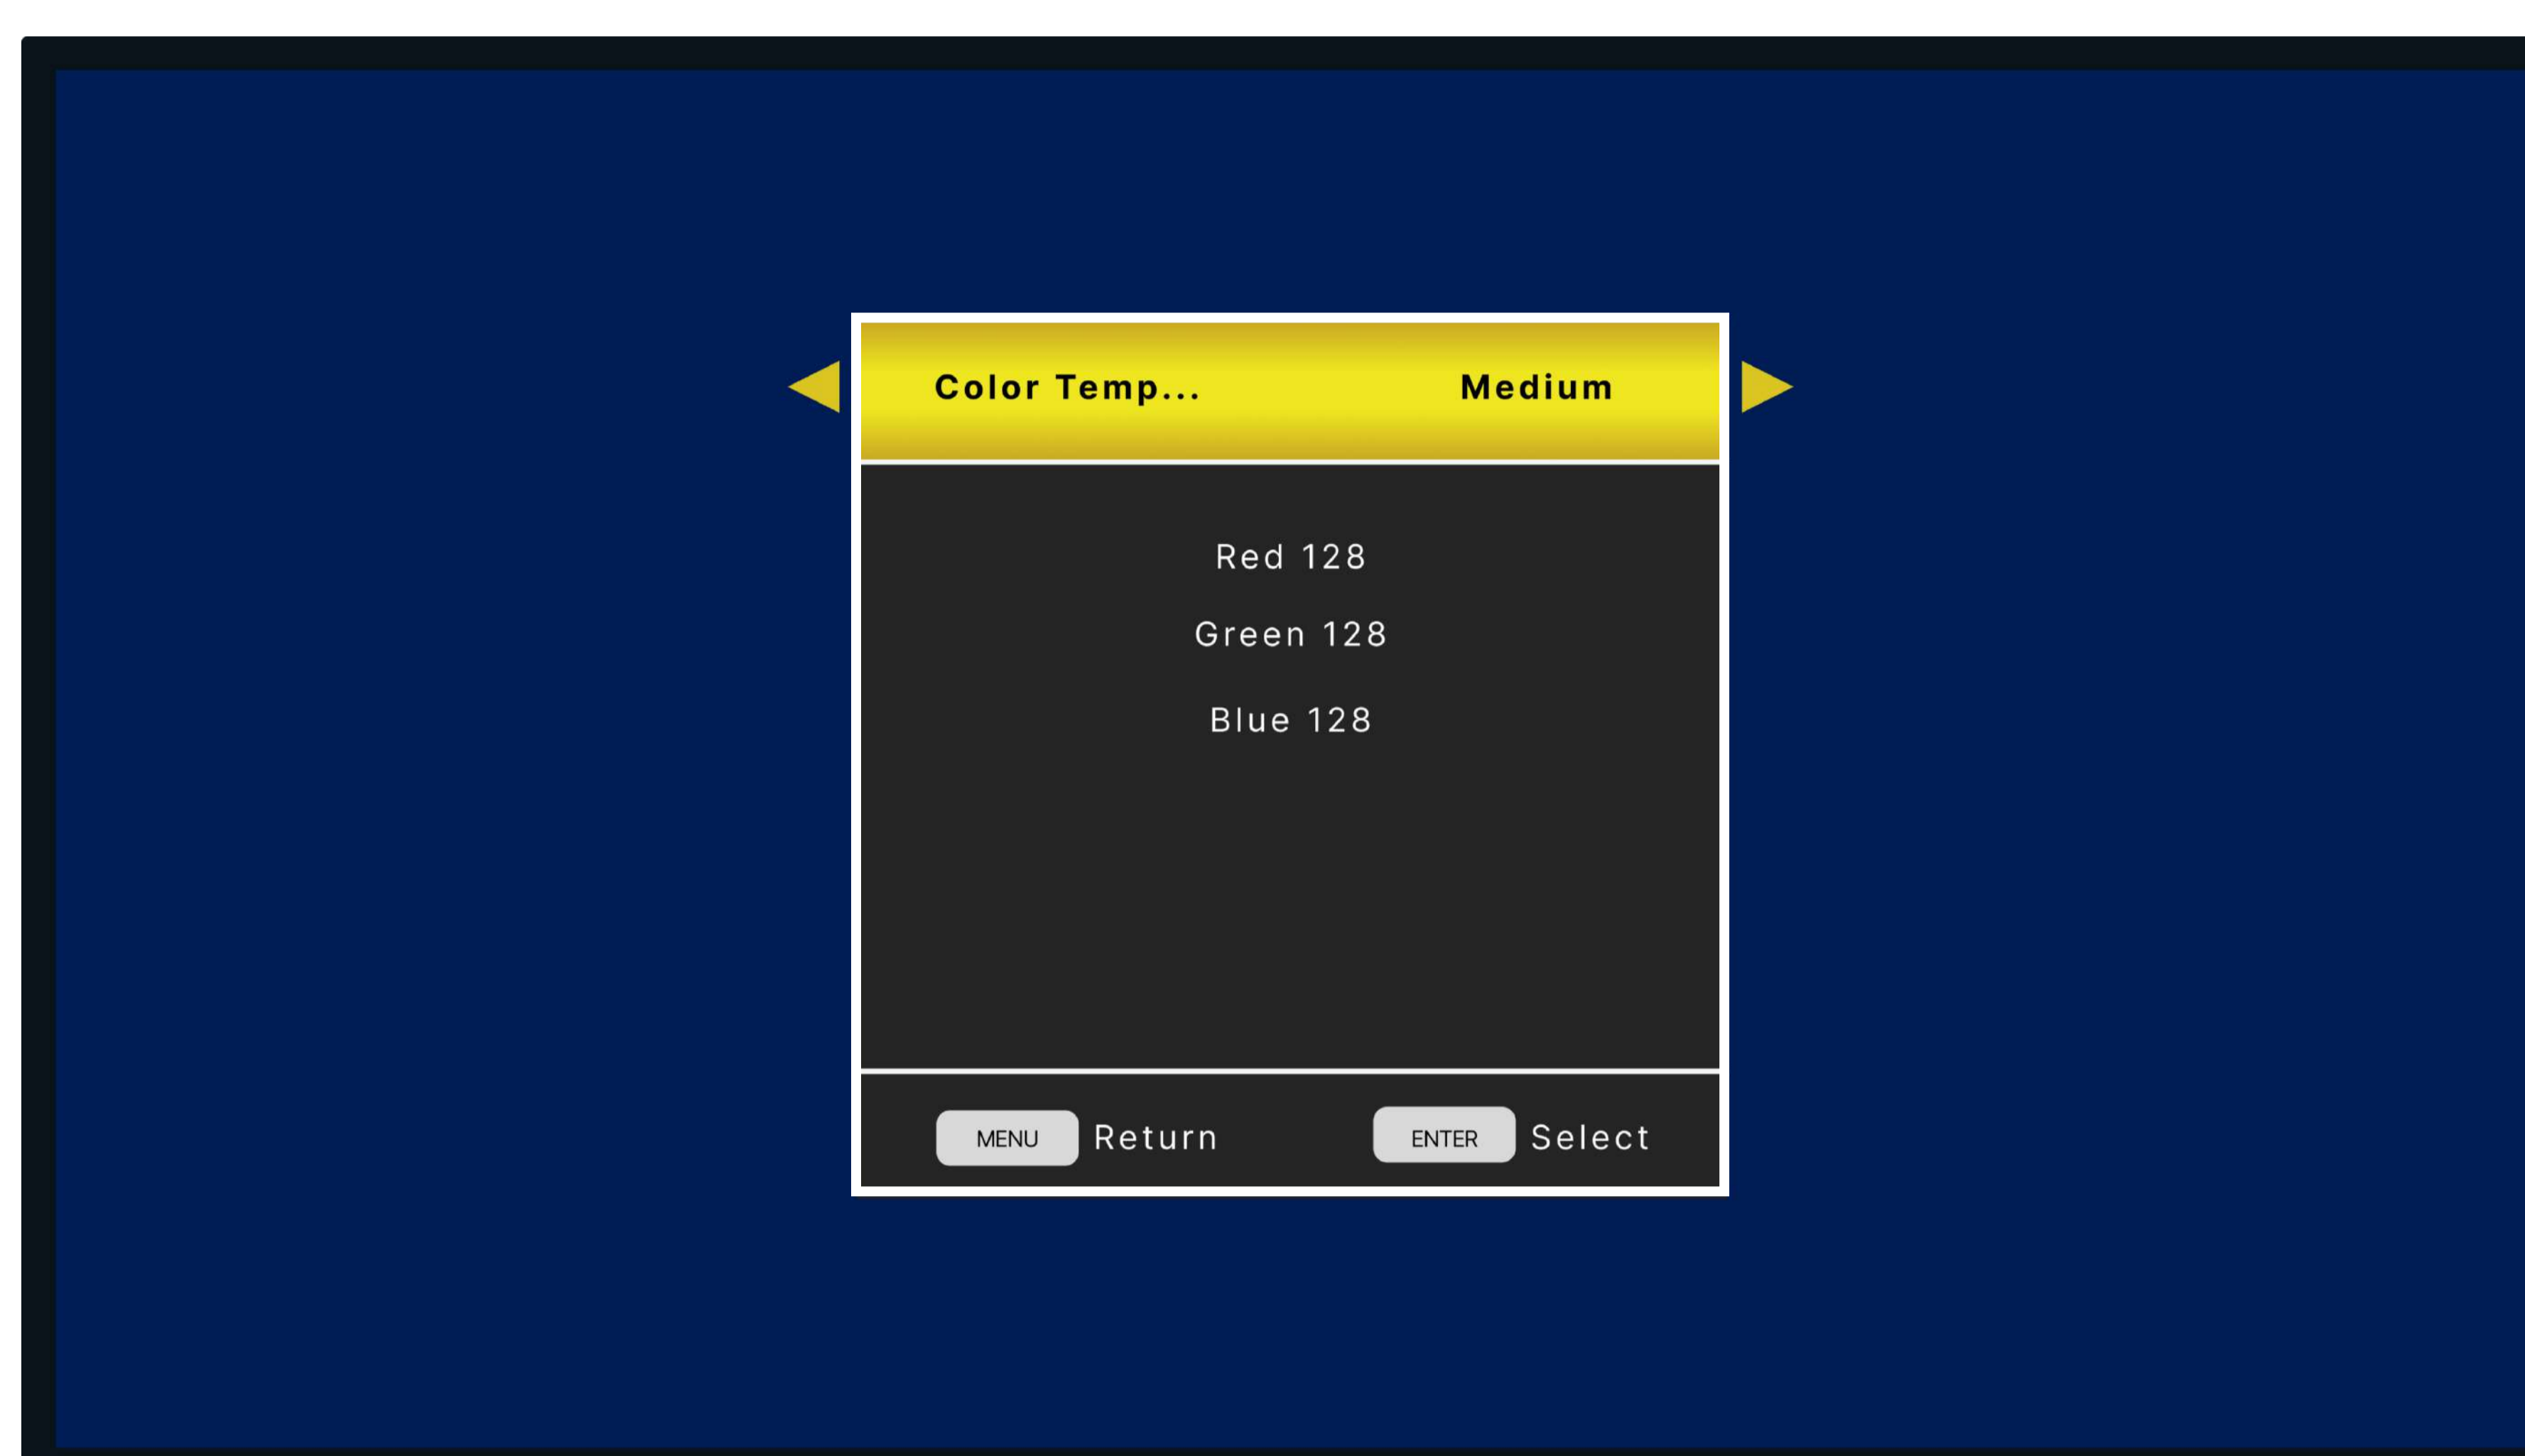 Color Temp... Medium
Red 128
Green 128
Blue 128
MENU Return ENTER Select